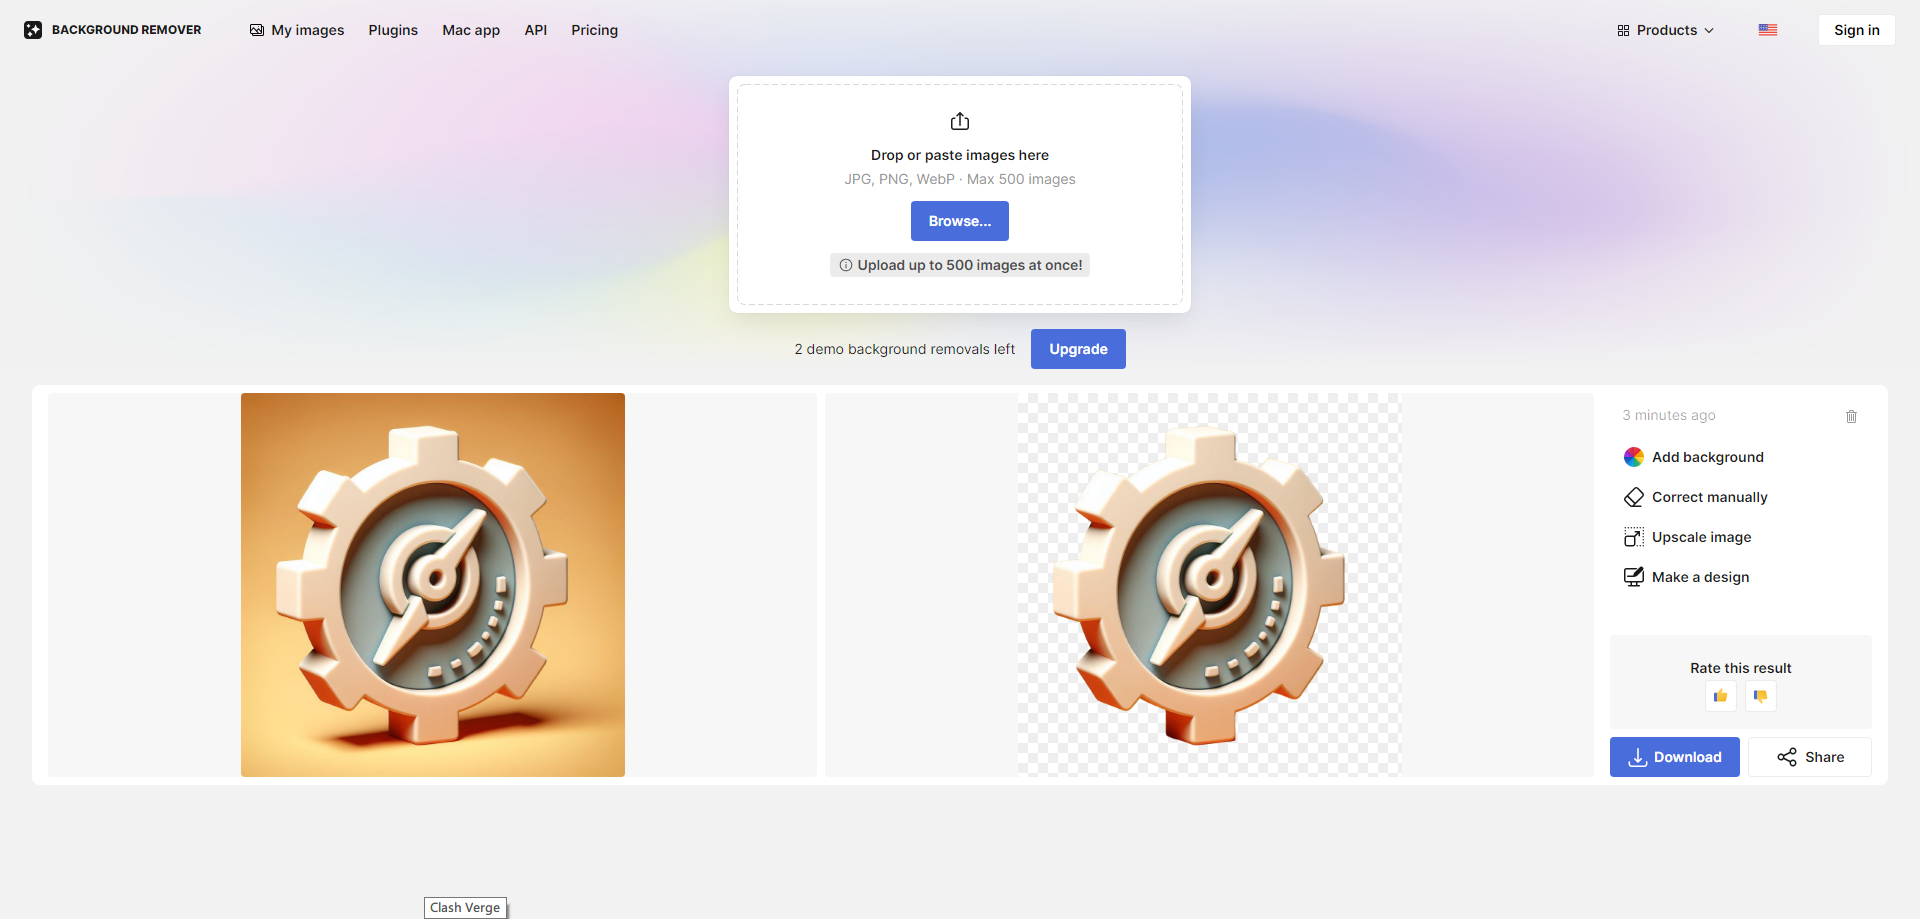 BACKGROUND REMOVER
My images
Plugins
Mac app
API
Pricing
Products
Sign in
Drop or paste images here
JPG, PNG, WebP · Max 500 images
Browse...
Upload up to 500 images at once!
2 demo background removals left
Upgrade
3 minutes ago
Add background
Correct manually
Upscale image
Make a design
Rate this result
Download
Share
Clash Verge